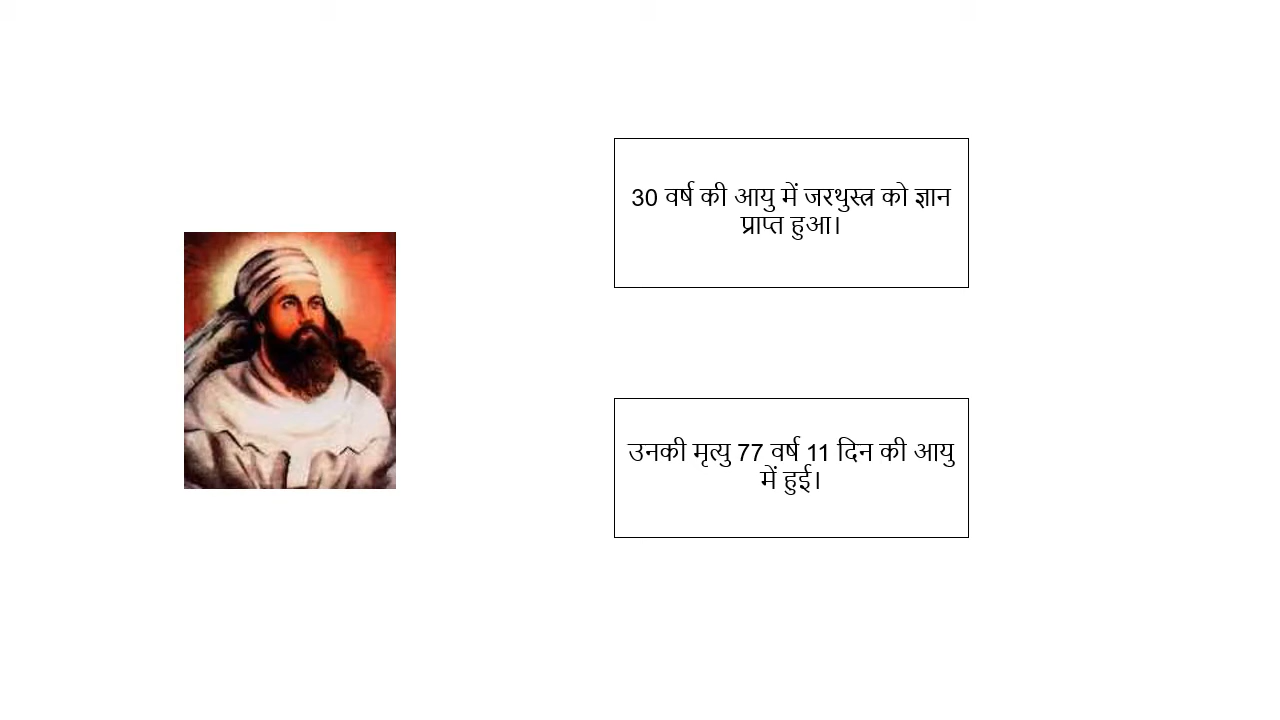 30 वर्ष की आयु में जरथुस्त्र को ज्ञान
प्राप्त हुआ।
उनकी मृत्यु 77 वर्ष 11 दिन की आयु
में हुई।